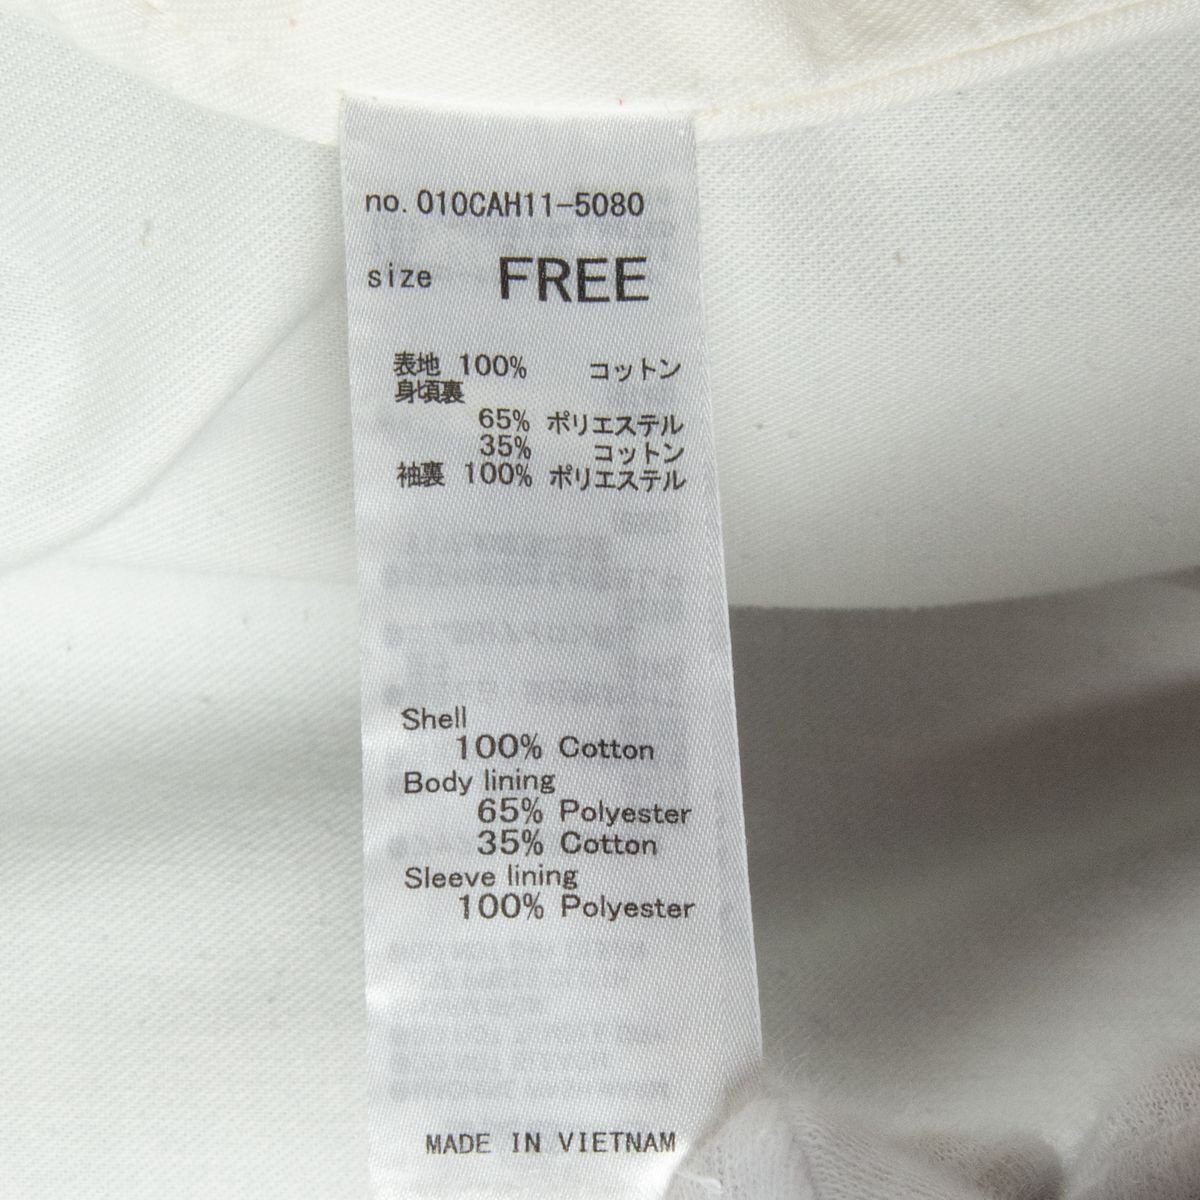 no. 010CAH11-5080
size FREE
表地 100% コットン
身頃裏
65% ポリエステル
35% コットン
袖裏 100% ポリエステル
Shell
100% Cotton
Body lining
65% Polyester
35% Cotton
Sleeve lining
100% Polyester
MADE IN VIETNAM